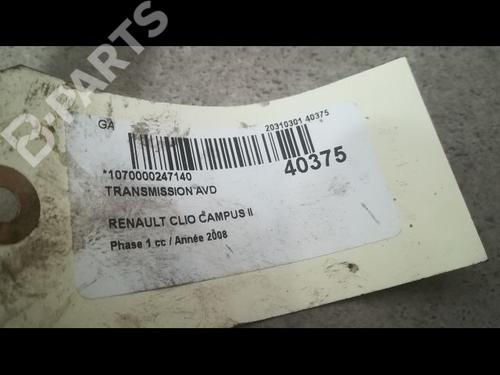 B-PARTS
GA
20310301 40375
40375
*1070000247140
TRANSMISSION AVD
RENAULT CLIO CAMPUS II
Phase 1 cc / Année 2008